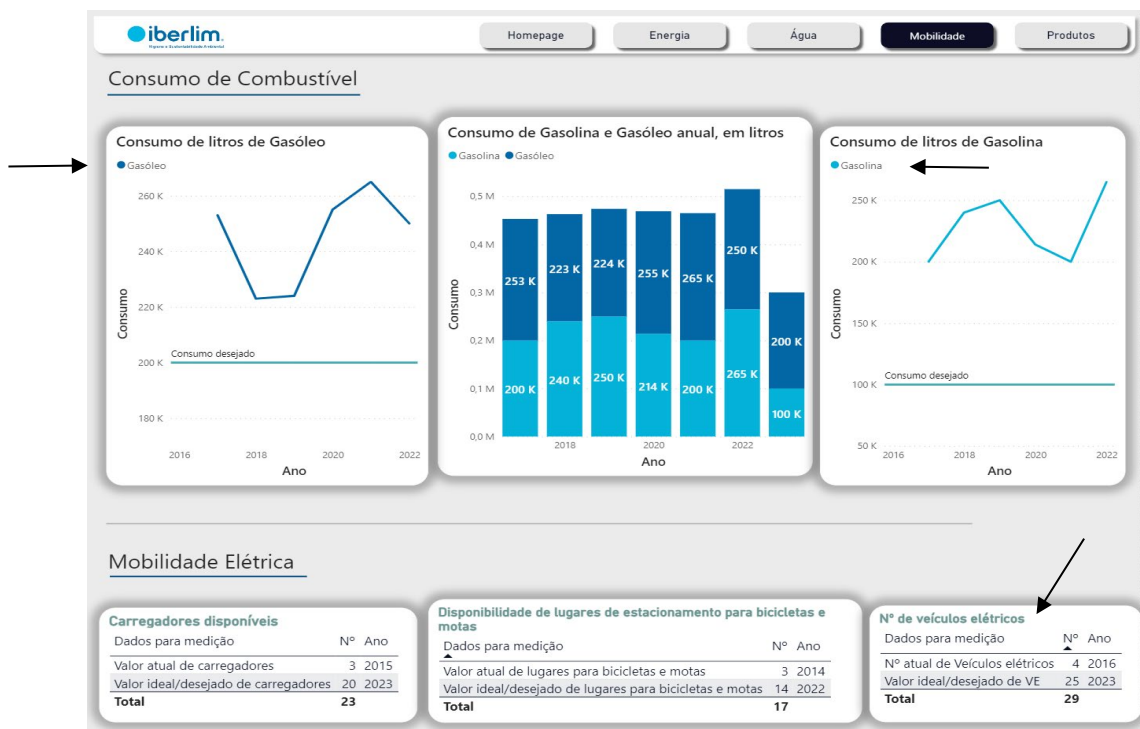 iberlim.
Higiene e Sustentabilidade Ambiental
Homepage
Energia
Água
Mobilidade
Produtos
Consumo de Combustível
Consumo de litros de Gasóleo
Gasóleo
260 K
240 K
220 K
200 K
180 K
Consumo desejado
Consumo
2016
2018
2020
2022
Ano
Consumo de Gasolina e Gasóleo anual, em litros
Gasolina Gasóleo
0,5 M
0,4 M
0,3 M
0,2 M
0,1 M
0,0 M
Consumo
253 K
223 K
224 K
255 K
265 K
250 K
200 K
200 K
240 K
250 K
214 K
200 K
265 K
100 K
2018
2020
2022
Ano
Consumo de litros de Gasolina
Gasolina
250 K
200 K
150 K
100 K
50 K
Consumo desejado
Consumo
2016
2018
2020
2022
Ano
Mobilidade Elétrica
Carregadores disponíveis
Dados para medição Nº Ano
Valor atual de carregadores 3 2015
Valor ideal/desejado de carregadores 20 2023
Total 23
Disponibilidade de lugares de estacionamento para bicicletas e
motas
Dados para medição Nº Ano
Valor atual de lugares para bicicletas e motas 3 2014
Valor ideal/desejado de lugares para bicicletas e motas 14 2022
Total 17
Nº de veículos elétricos
Dados para medição Nº Ano
Nº atual de Veículos elétricos 4 2016
Valor ideal/desejado de VE 25 2023
Total 29